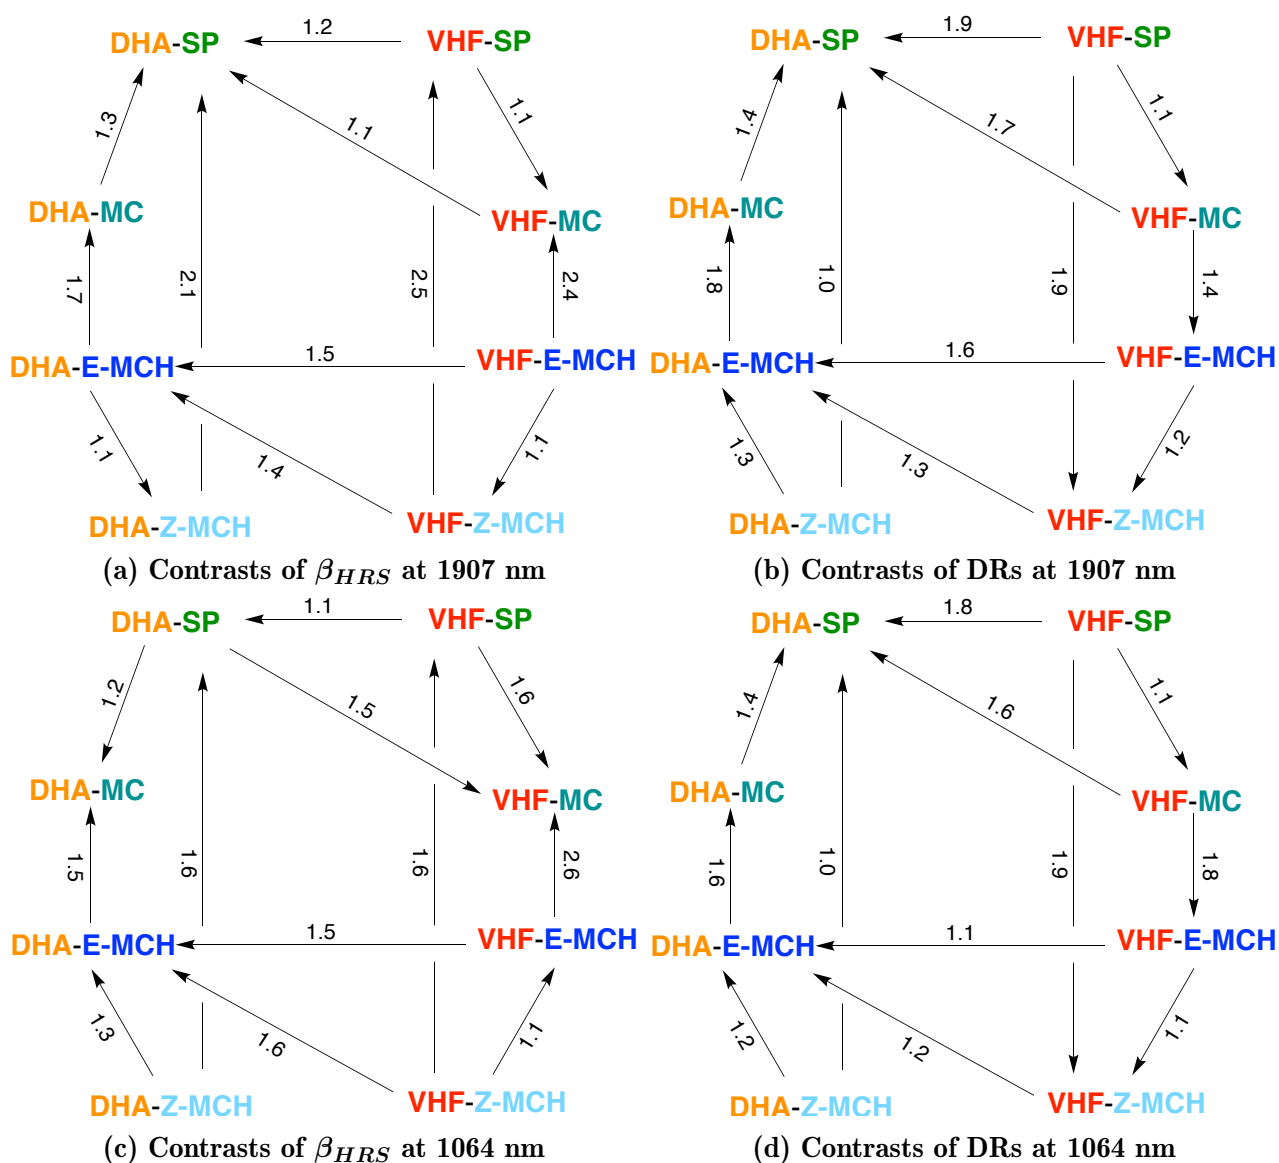 DHA-SP
1.2
VHF-SP
1.3
1.1
1.1
DHA-MC
VHF-MC
1.7
2.1
2.5
2.4
DHA-E-MCH
1.5
VHF-E-MCH
1.1
1.4
1.1
DHA-Z-MCH
VHF-Z-MCH
(a) Contrasts of β_HRS at 1907 nm
DHA-SP
1.9
VHF-SP
1.4
1.7
1.1
DHA-MC
VHF-MC
1.8
1.0
1.9
1.4
DHA-E-MCH
1.6
VHF-E-MCH
1.3
1.3
1.2
DHA-Z-MCH
VHF-Z-MCH
(b) Contrasts of DRs at 1907 nm
DHA-SP
1.1
VHF-SP
1.2
1.5
1.6
DHA-MC
VHF-MC
1.5
1.6
1.6
2.6
DHA-E-MCH
1.5
VHF-E-MCH
1.3
1.6
1.1
DHA-Z-MCH
VHF-Z-MCH
(c) Contrasts of β_HRS at 1064 nm
DHA-SP
1.8
VHF-SP
1.4
1.6
1.1
DHA-MC
VHF-MC
1.6
1.0
1.9
1.8
DHA-E-MCH
1.1
VHF-E-MCH
1.2
1.2
1.1
DHA-Z-MCH
VHF-Z-MCH
(d) Contrasts of DRs at 1064 nm